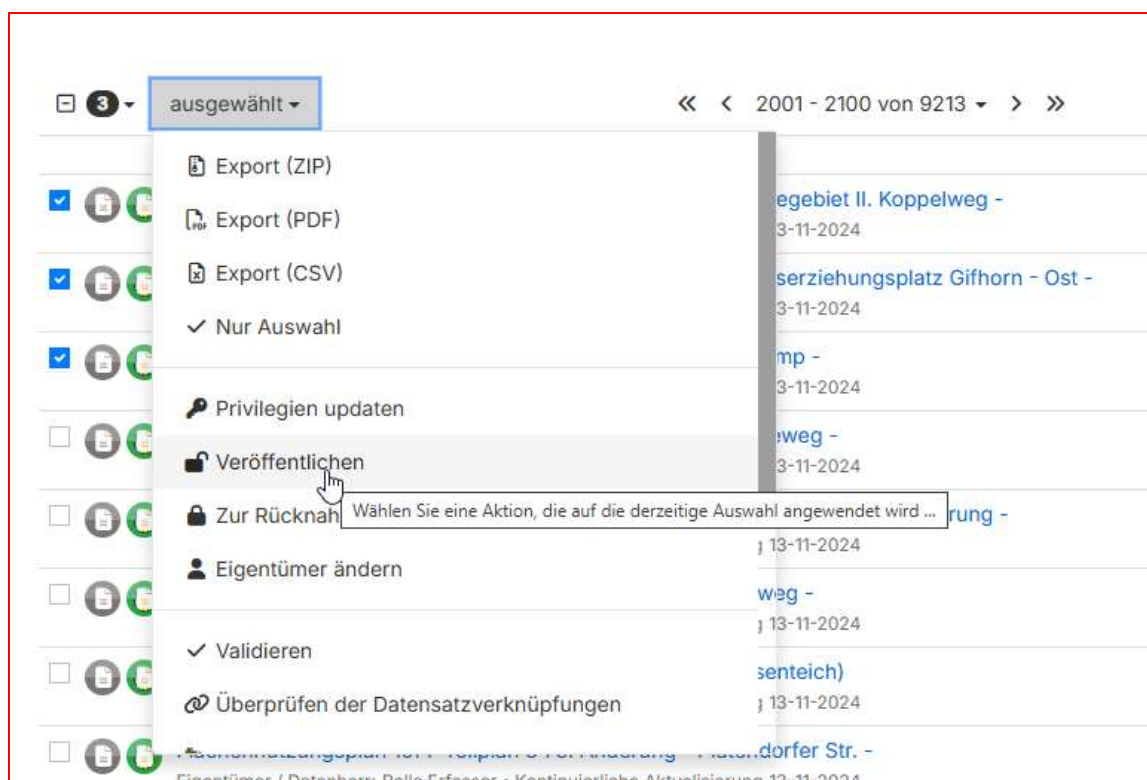 3 ausgewählt 2001 - 2100 von 9213
Export (ZIP)
egebiet II. Koppelweg -
3-11-2024
Export (PDF)
Export (CSV)
serziehungsplatz Gifhorn - Ost -
3-11-2024
Nur Auswahl
mp -
3-11-2024
Privilegien updaten
eweg -
3-11-2024
Veröffentlichen
Wählen Sie eine Aktion, die auf die derzeitige Auswahl angewendet wird ...
Zur Rücknah
rung -
g 13-11-2024
Eigentümer ändern
weg -
g 13-11-2024
Validieren
senteich)
g 13-11-2024
Überprüfen der Datensatzverknüpfungen
dorfer Str. -